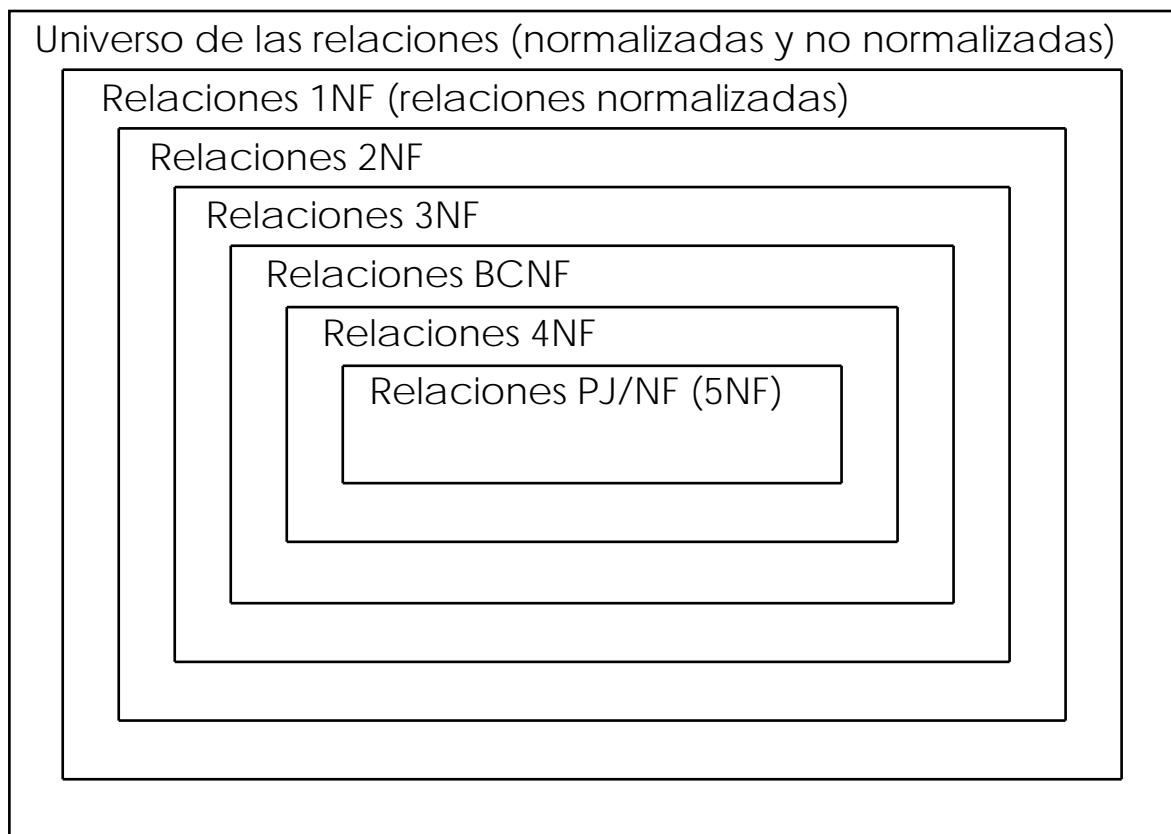 Universo de las relaciones (normalizadas y no normalizadas)
Relaciones 1NF (relaciones normalizadas)
Relaciones 2NF
Relaciones 3NF
Relaciones BCNF
Relaciones 4NF
Relaciones PJ/NF (5NF)